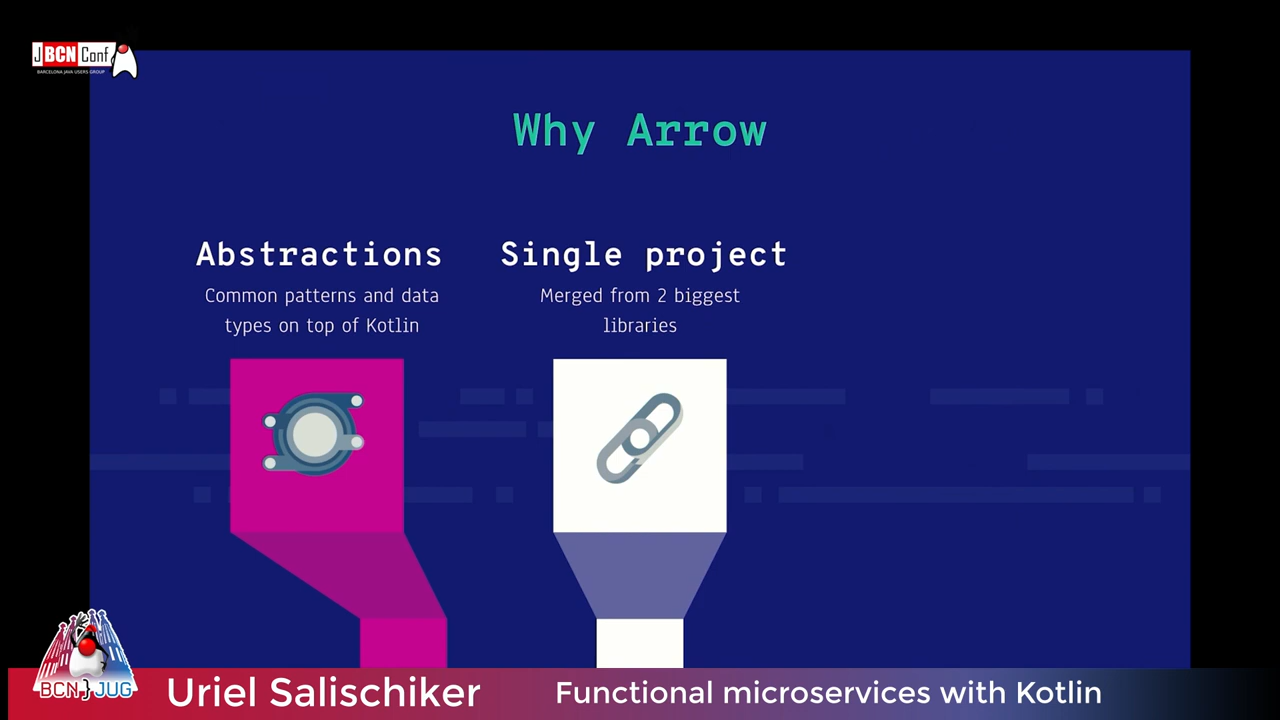 JBCNConf
BARCELONA JAVA USERS GROUP
Why Arrow
Abstractions
Common patterns and data
types on top of Kotlin
Single project
Merged from 2 biggest
libraries
BCN JUG
Uriel Salischiker
Functional microservices with Kotlin